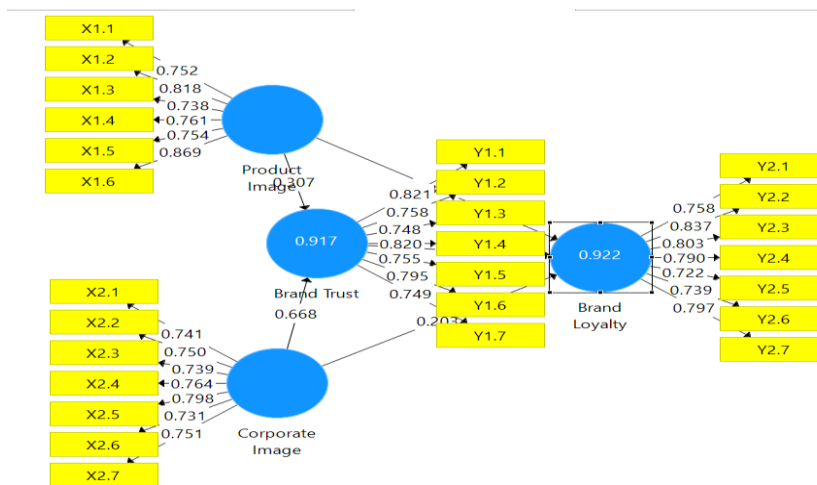 X1.1
X1.2
X1.3
X1.4
X1.5
X1.6
0.752
0.818
0.738
0.761
0.754
0.869
Product
Image
0.307
0.917
Brand Trust
0.668
X2.1
X2.2
X2.3
X2.4
X2.5
X2.6
X2.7
0.741
0.750
0.739
0.764
0.798
0.731
0.751
Corporate
Image
0.203
Y1.1
Y1.2
Y1.3
Y1.4
Y1.5
Y1.6
Y1.7
0.821
0.758
0.748
0.820
0.755
0.795
0.749
0.922
Brand
Loyalty
0.758
0.837
0.803
0.790
0.722
0.739
0.797
Y2.1
Y2.2
Y2.3
Y2.4
Y2.5
Y2.6
Y2.7